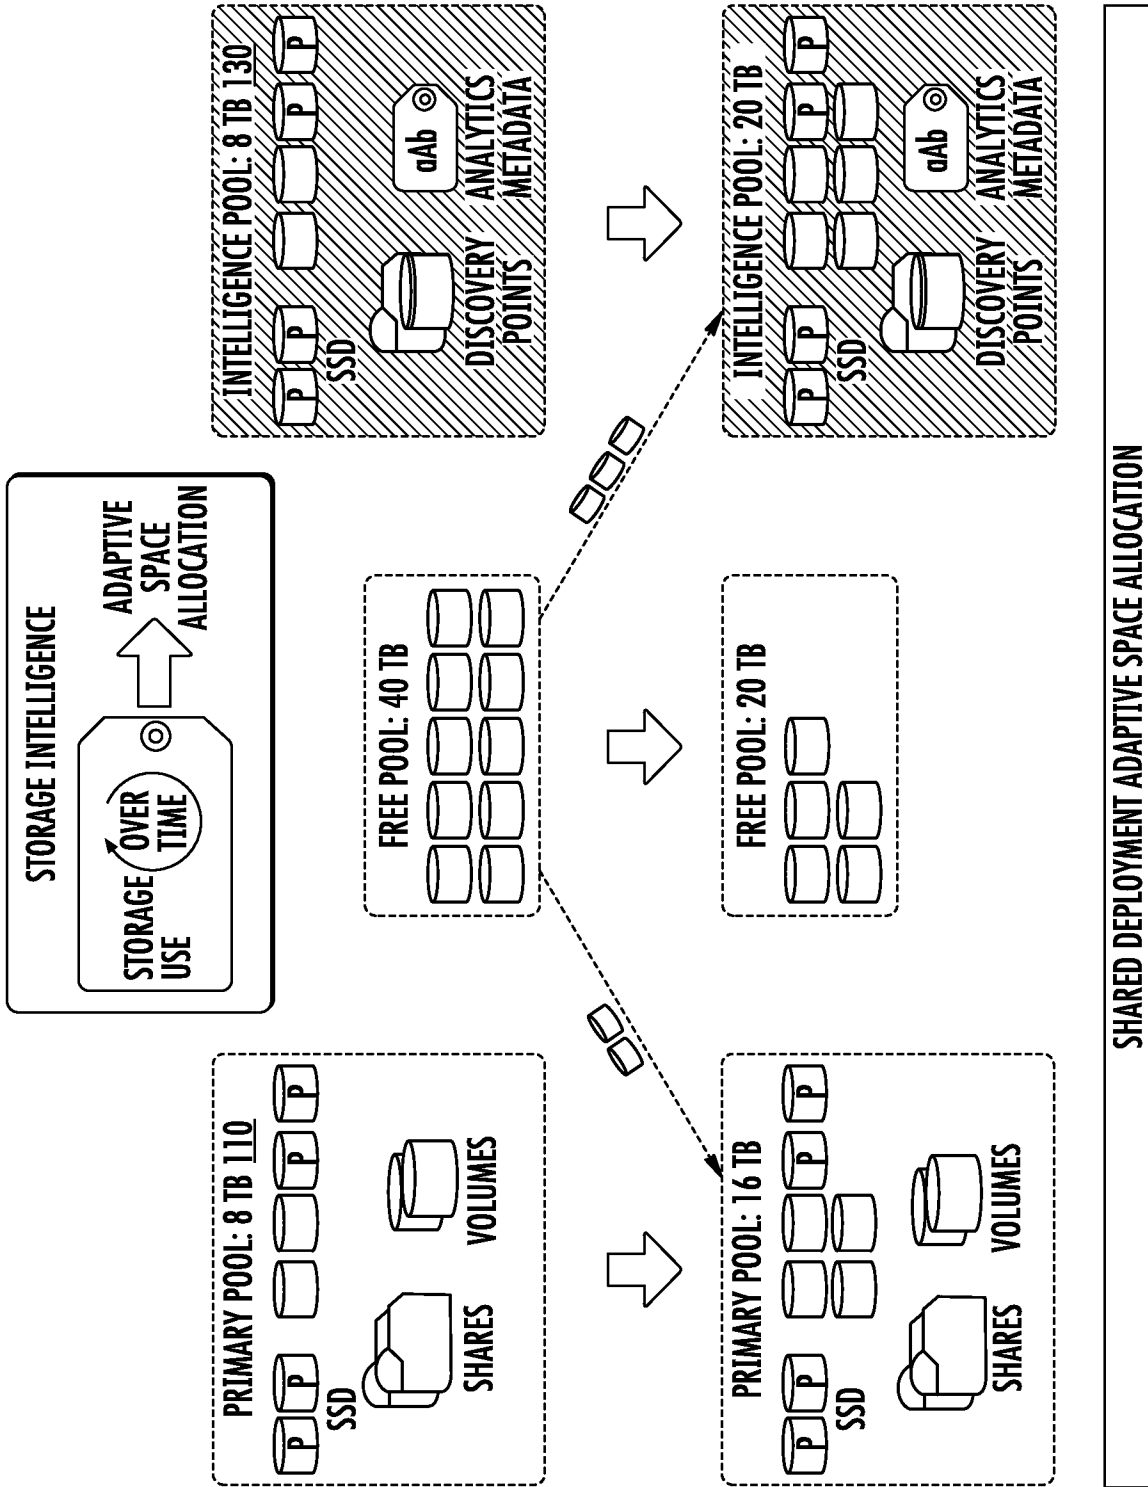 STORAGE INTELLIGENCE
STORAGE
USE
OVER
TIME
ADAPTIVE
SPACE
ALLOCATION
PRIMARY POOL: 8 TB 110
P P P P
SSD
SHARES
VOLUMES
FREE POOL: 40 TB
INTELLIGENCE POOL: 8 TB 130
P P P P
SSD
aAb
DISCOVERY
POINTS
ANALYTICS
METADATA
PRIMARY POOL: 16 TB
P P P P
SSD
SHARES
VOLUMES
FREE POOL: 20 TB
INTELLIGENCE POOL: 20 TB
P P P P
SSD
aAb
DISCOVERY
POINTS
ANALYTICS
METADATA
SHARED DEPLOYMENT ADAPTIVE SPACE ALLOCATION